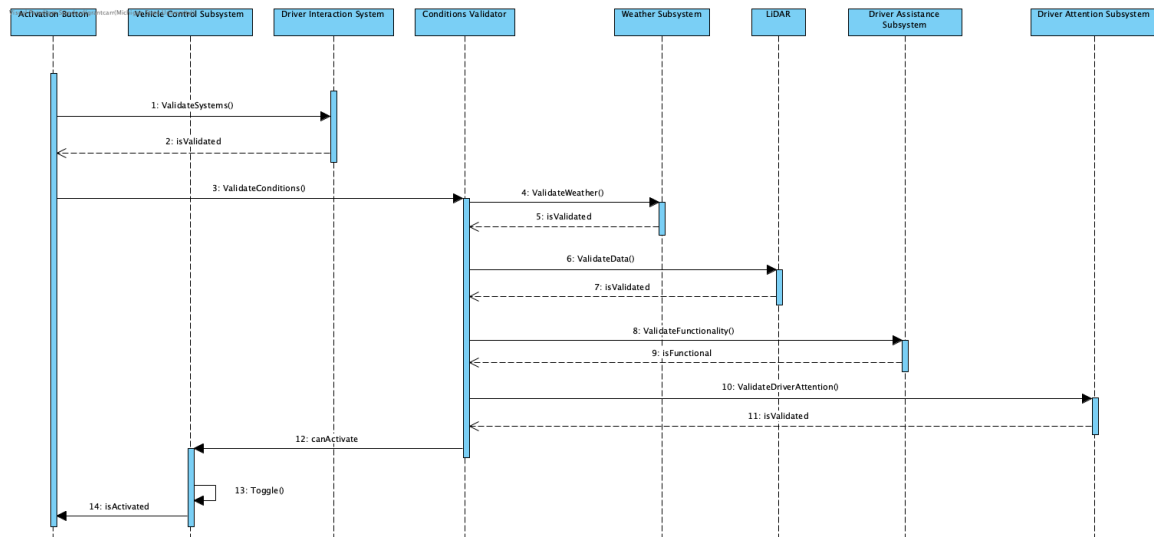 Activation Button
Vehicle Control Subsystem
Driver Interaction System
Conditions Validator
Weather Subsystem
LiDAR
Driver Assistance
Subsystem
Driver Attention Subsystem
1: ValidateSystems()
2: isValidated
3: ValidateConditions()
4: ValidateWeather()
5: isValidated
6: ValidateData()
7: isValidated
8: ValidateFunctionality()
9: isFunctional
10: ValidateDriverAttention()
11: isValidated
12: canActivate
13: Toggle()
14: isActivated